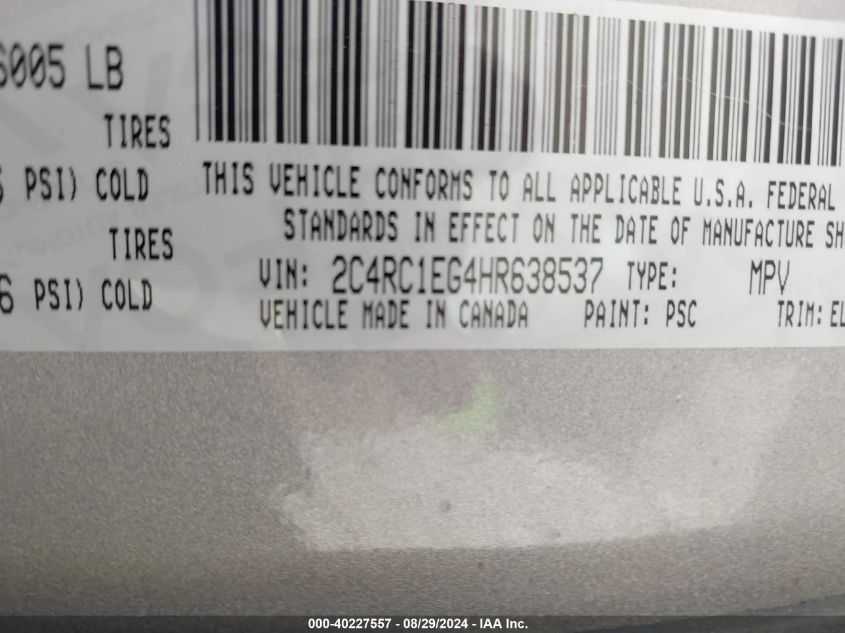 6005 LB
TIRES
PSI) COLD
THIS VEHICLE CONFORMS TO ALL APPLICABLE U.S.A. FEDERAL
STANDARDS IN EFFECT ON THE DATE OF MANUFACTURE SH
TIRES
6 PSI) COLD
VIN: 2C4RC1EG4HR638537 TYPE: MPV
VEHICLE MADE IN CANADA PAINT: PSC TRIM: EL
000-40227557 - 08/29/2024 - IAA Inc.